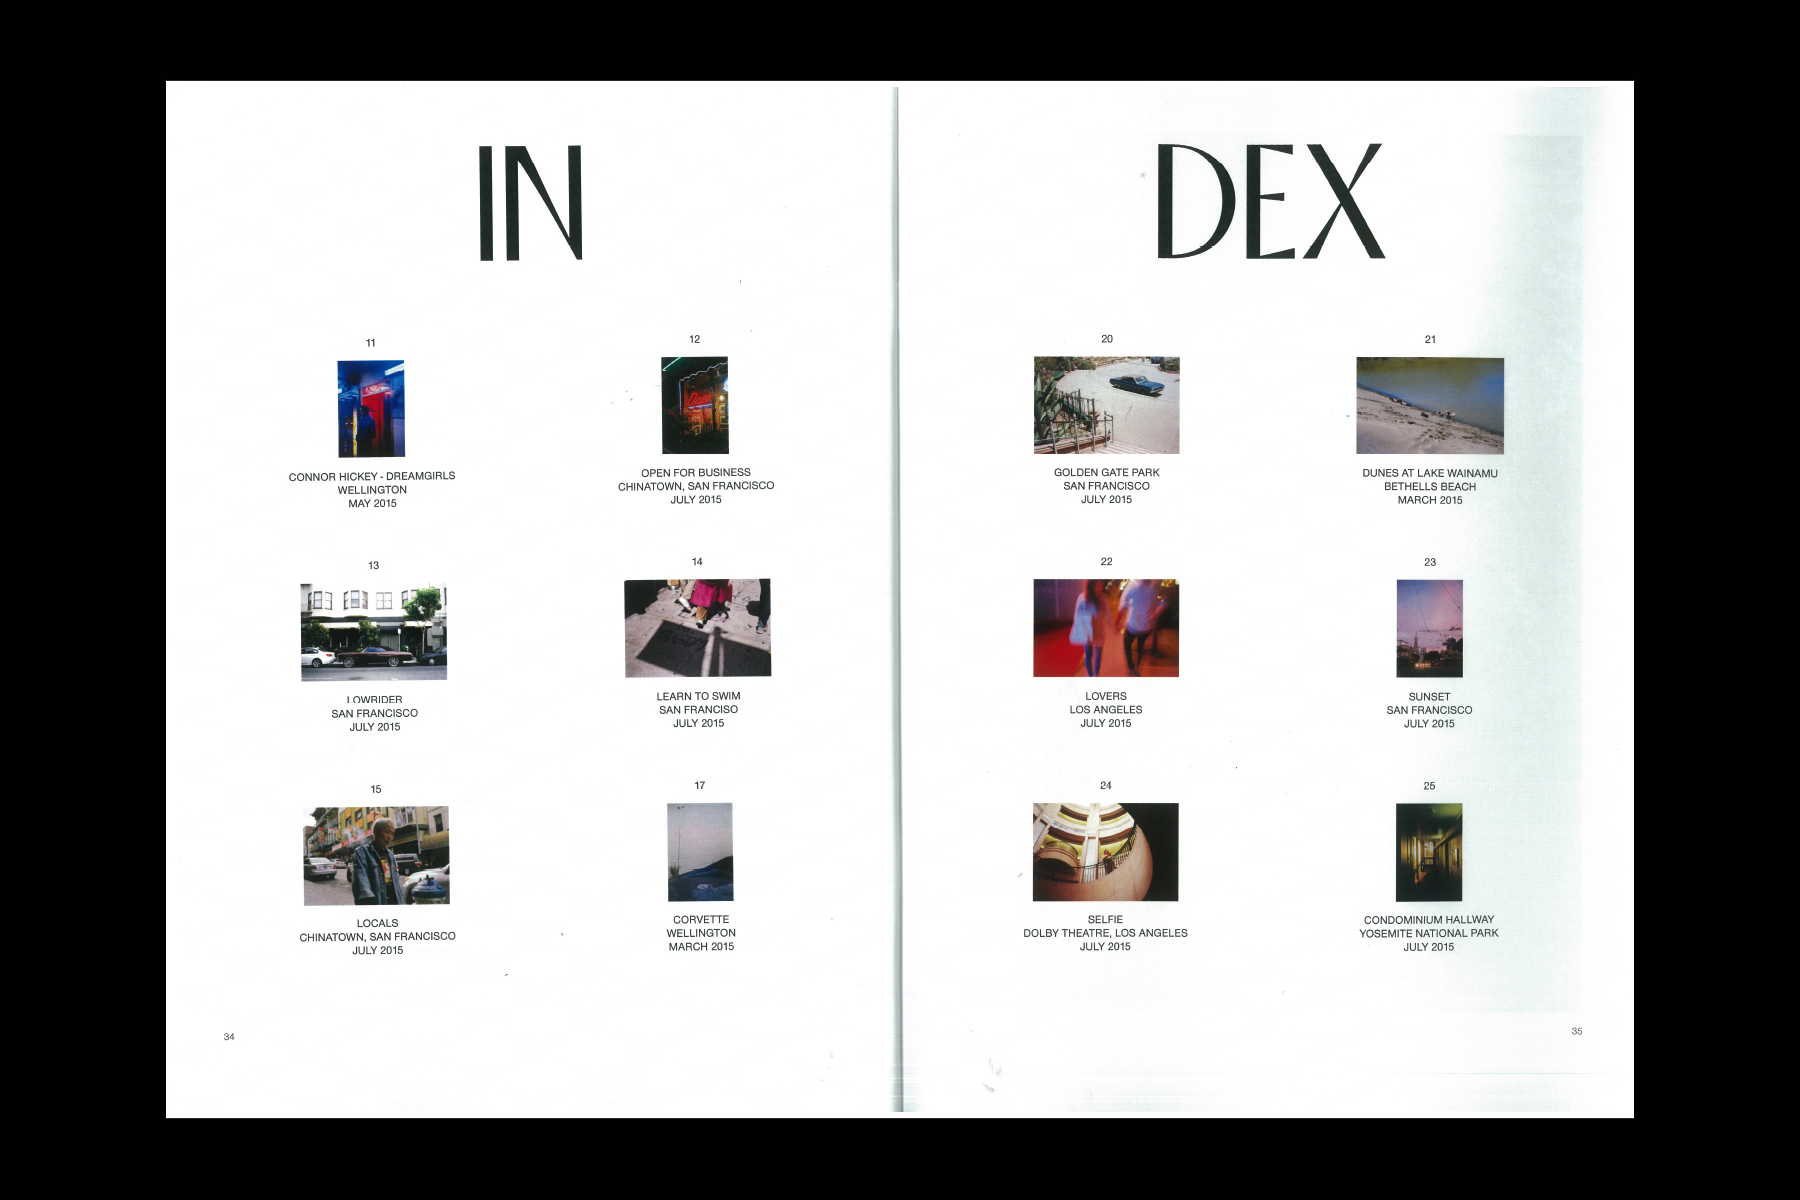 IN
11
CONNOR HICKEY - DREAMGIRLS
WELLINGTON
MAY 2015
12
OPEN FOR BUSINESS
CHINATOWN, SAN FRANCISCO
JULY 2015
13
LOWRIDER
SAN FRANCISCO
JULY 2015
14
LEARN TO SWIM
SAN FRANCISO
JULY 2015
15
LOCALS
CHINATOWN, SAN FRANCISCO
JULY 2015
17
CORVETTE
WELLINGTON
MARCH 2015
34
DEX
20
GOLDEN GATE PARK
SAN FRANCISCO
JULY 2015
21
DUNES AT LAKE WAINAMU
BETHELLS BEACH
MARCH 2015
22
LOVERS
LOS ANGELES
JULY 2015
23
SUNSET
SAN FRANCISCO
JULY 2015
24
SELFIE
DOLBY THEATRE, LOS ANGELES
JULY 2015
25
CONDOMINIUM HALLWAY
YOSEMITE NATIONAL PARK
JULY 2015
35